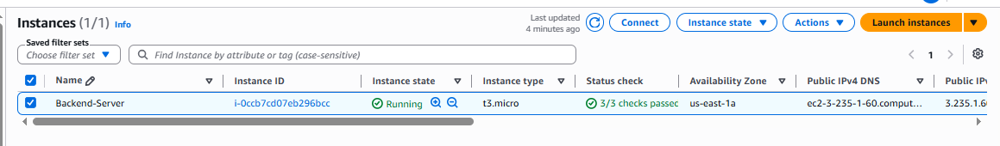 Instances (1/1) Info
Last updated
4 minutes ago
Connect
Instance state
Actions
Launch instances
Saved filter sets
Choose filter set
Find Instance by attribute or tag (case-sensitive)
1
Name Instance ID Instance state Instance type Status check Availability Zone Public IPv4 DNS Public IPv
Backend-Server i-0ccb7cd07eb296bcc Running t3.micro 3/3 checks passec us-east-1a ec2-3-235-1-60.comput... 3.235.1.6